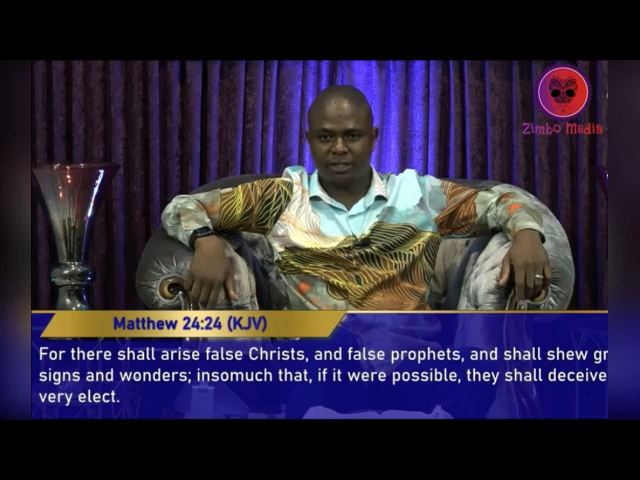 Zimbo Media
Matthew 24:24 (KJV)
For there shall arise false Christs, and false prophets, and shall shew gr
signs and wonders; insomuch that, if it were possible, they shall deceive
very elect.